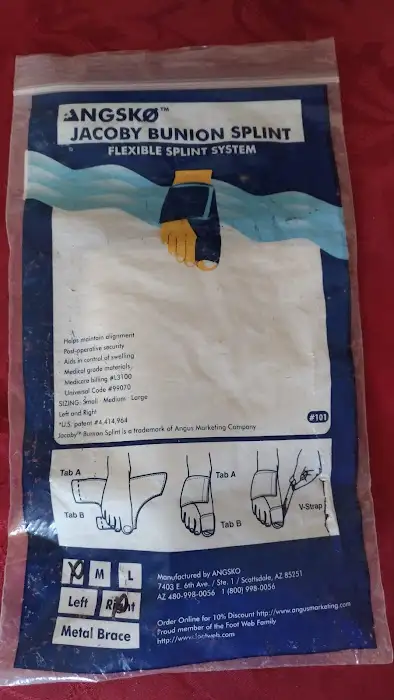 ANGSKØ™
JACOBY BUNION SPLINT
FLEXIBLE SPLINT SYSTEM
Helps maintain alignment
Post-operative security
Aids in control of swelling
Medical grade materials
Medicare billing #L3100
Universal Code #99070
SIZING: Small Medium Large
Left and Right
*U.S. patent #4,414,964
Jacoby™ Bunion Splint is a trademark of Angus Marketing Company
#101
Tab A
Tab B
Tab A
Tab B
V-Strap
M L
Left Right
Metal Brace
Manufactured by ANGSKO
7403 E. 6th Ave. / Ste. 1 / Scottsdale, AZ 85251
AZ 480-998-0056 1 (800) 998-0056
Order Online for 10% Discount http://www.angusmarketing.com
Proud member of the Foot Web Family
http://www.footweb.com